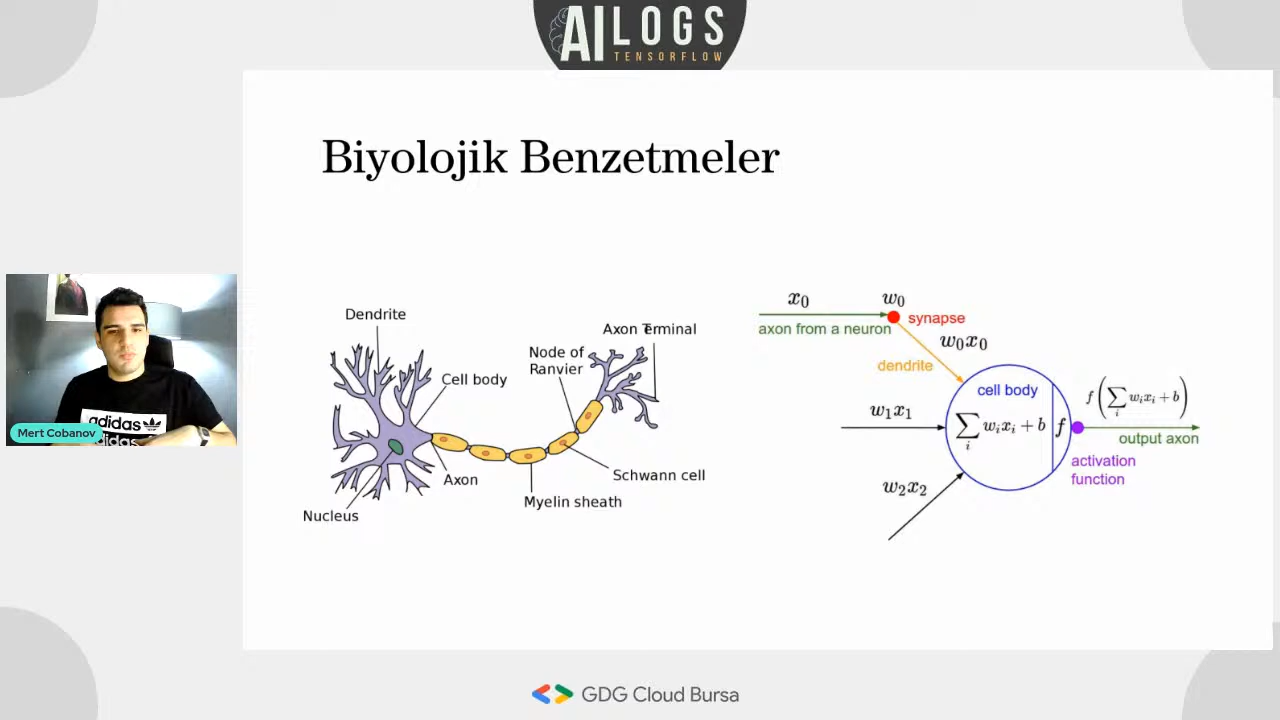 AI LOGS
TENSORFLOW
Biyolojik Benzetmeler
Dendrite
Axon Terminal
Node of
Ranvier
Cell body
Axon
Schwann cell
Myelin sheath
Nucleus
x₀
w₀
synapse
axon from a neuron
w₀x₀
dendrite
cell body
w₁x₁
∑ᵢ wᵢxᵢ + b
f
f(∑ᵢ wᵢxᵢ + b)
output axon
activation
function
w₂x₂
adidas
adidas
Mert Cobanov
GDG Cloud Bursa